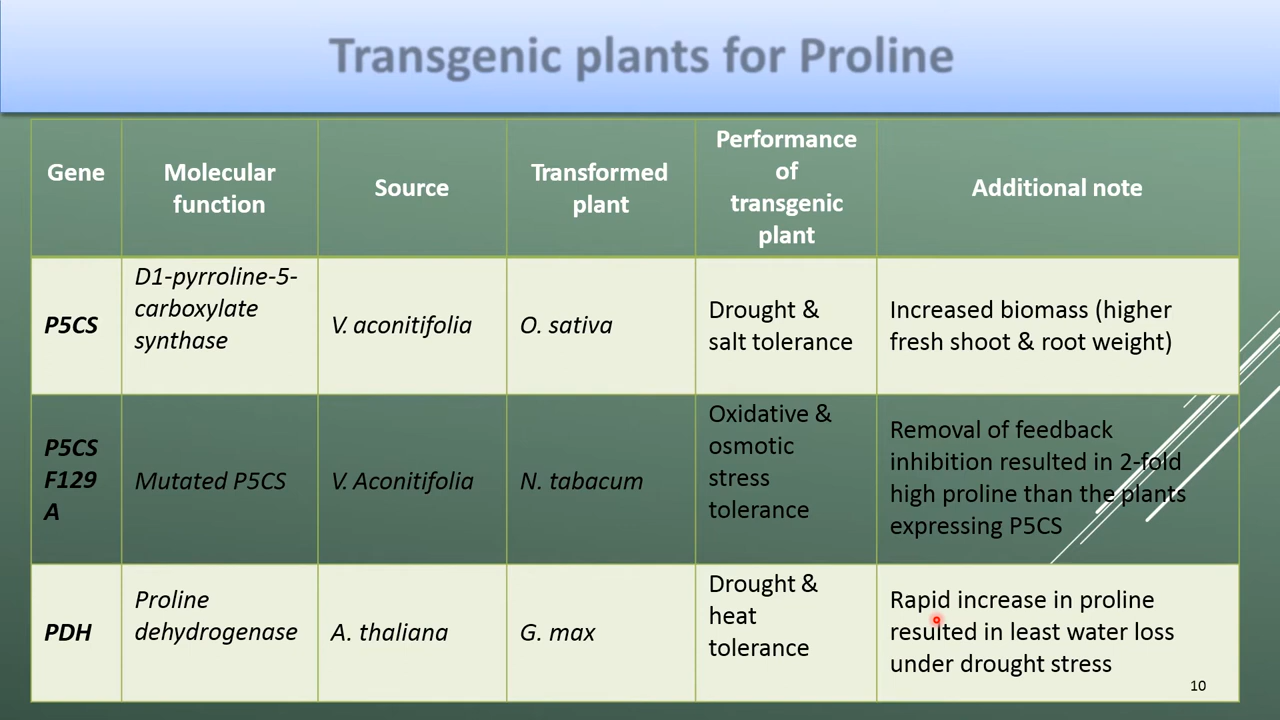 Transgenic plants for Proline
Gene
Molecular
function
Source
Transformed
plant
Performance
of
transgenic
plant
Additional note
P5CS
D1-pyrroline-5-
carboxylate
synthase
V. aconitifolia
O. sativa
Drought &
salt tolerance
Increased biomass (higher
fresh shoot & root weight)
P5CS
F129
A
Mutated P5CS
V. Aconitifolia
N. tabacum
Oxidative &
osmotic
stress
tolerance
Removal of feedback
inhibition resulted in 2-fold
high proline than the plants
expressing P5CS
PDH
Proline
dehydrogenase
A. thaliana
G. max
Drought &
heat
tolerance
Rapid increase in proline
resulted in least water loss
under drought stress
10